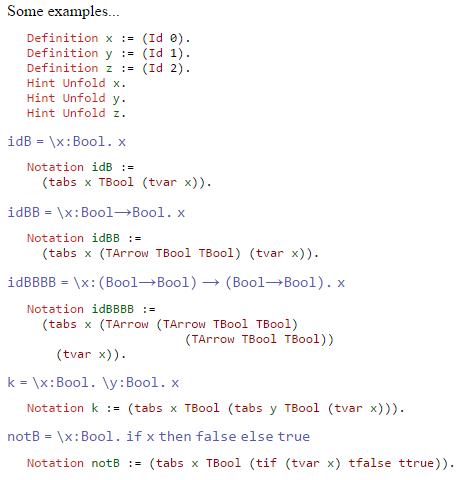 Some examples...
Definition x := (Id 0).
Definition y := (Id 1).
Definition z := (Id 2).
Hint Unfold x.
Hint Unfold y.
Hint Unfold z.
idB = \x:Bool. x
Notation idB :=
(tabs x TBool (tvar x)).
idBB = \x:Bool→Bool. x
Notation idBB :=
(tabs x (TArrow TBool TBool) (tvar x)).
idBBBB = \x:(Bool→Bool) → (Bool→Bool). x
Notation idBBBB :=
(tabs x (TArrow (TArrow TBool TBool)
(TArrow TBool TBool))
(tvar x)).
k = \x:Bool. \y:Bool. x
Notation k := (tabs x TBool (tabs y TBool (tvar x))).
notB = \x:Bool. if x then false else true
Notation notB := (tabs x TBool (tif (tvar x) tfalse ttrue)).